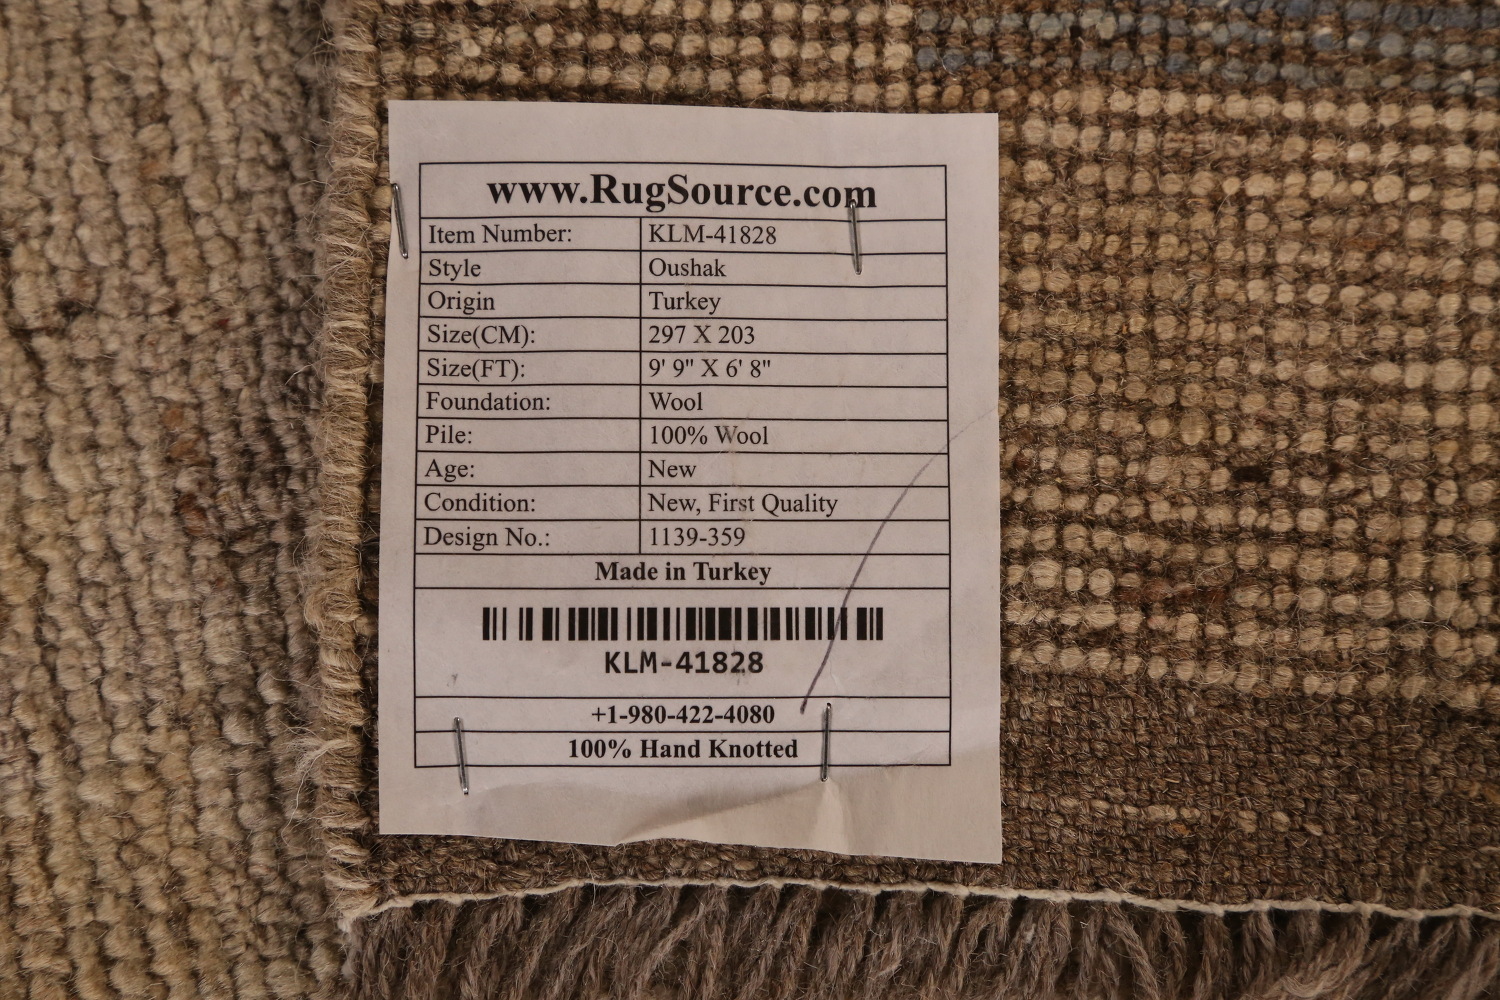 www.RugSource.com
Item Number: KLM-41828
Style Oushak
Origin Turkey
Size(CM): 297 X 203
Size(FT): 9' 9" X 6' 8"
Foundation: Wool
Pile: 100% Wool
Age: New
Condition: New, First Quality
Design No.: 1139-359
Made in Turkey
KLM-41828
+1-980-422-4080
100% Hand Knotted